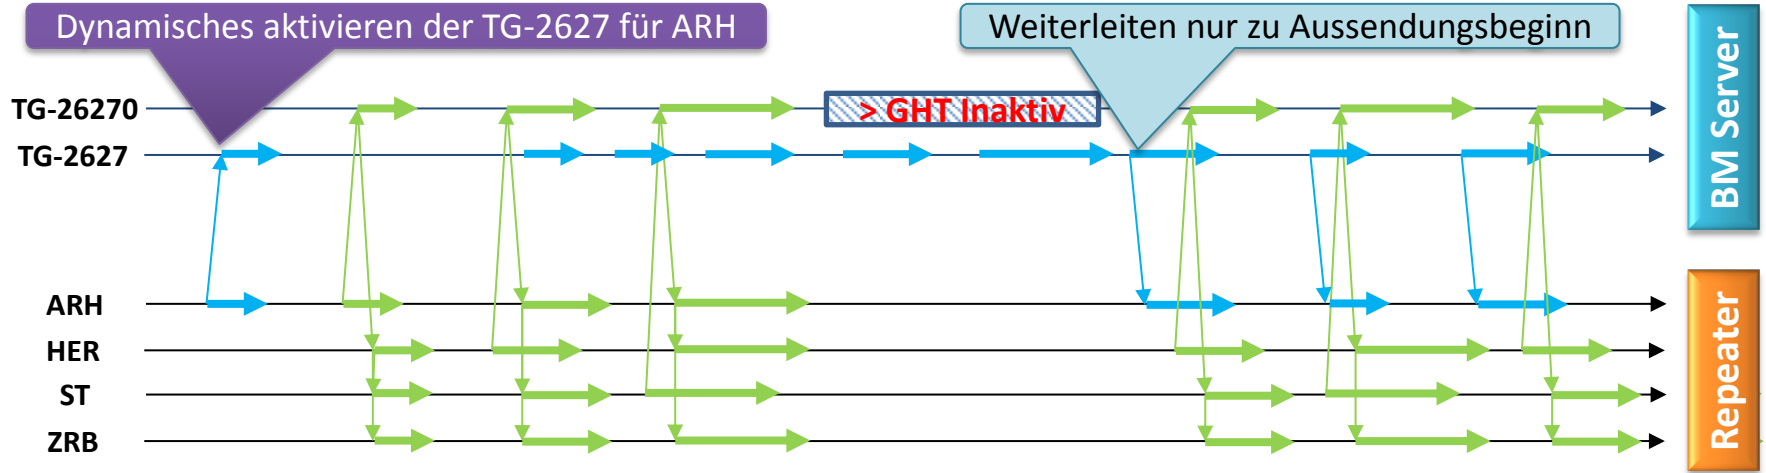 Dynamisches aktivieren der TG-2627 für ARH
Weiterleiten nur zu Aussendungsbeginn
TG-26270
> GHT Inaktiv
TG-2627
BM Server
ARH
HER
ST
ZRB
Repeater